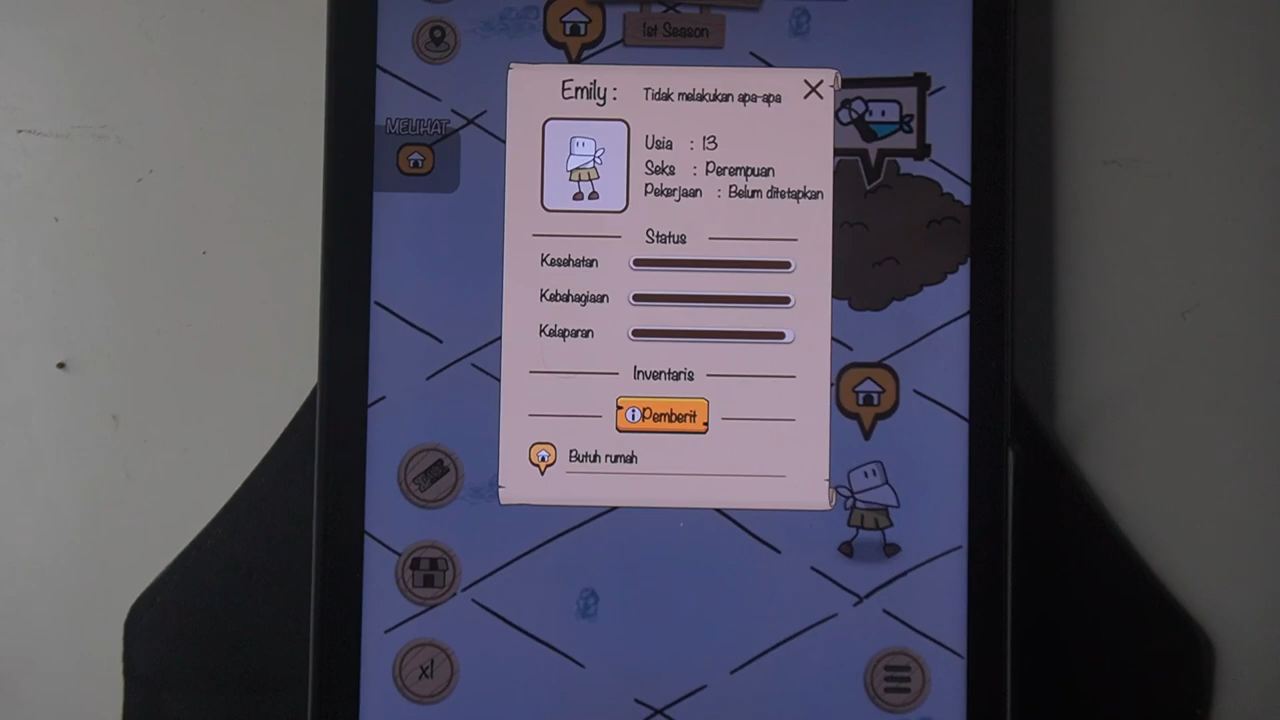 1st Season
Emily : Tidak melakukan apa-apa
MELIHAT
Usia : 13
Seks : Perempuan
Pekerjaan : Belum ditetapkan
Status
Kesehatan
Kebahagiaan
Kelaparan
Inventaris
Pemberit
Butuh rumah
x1